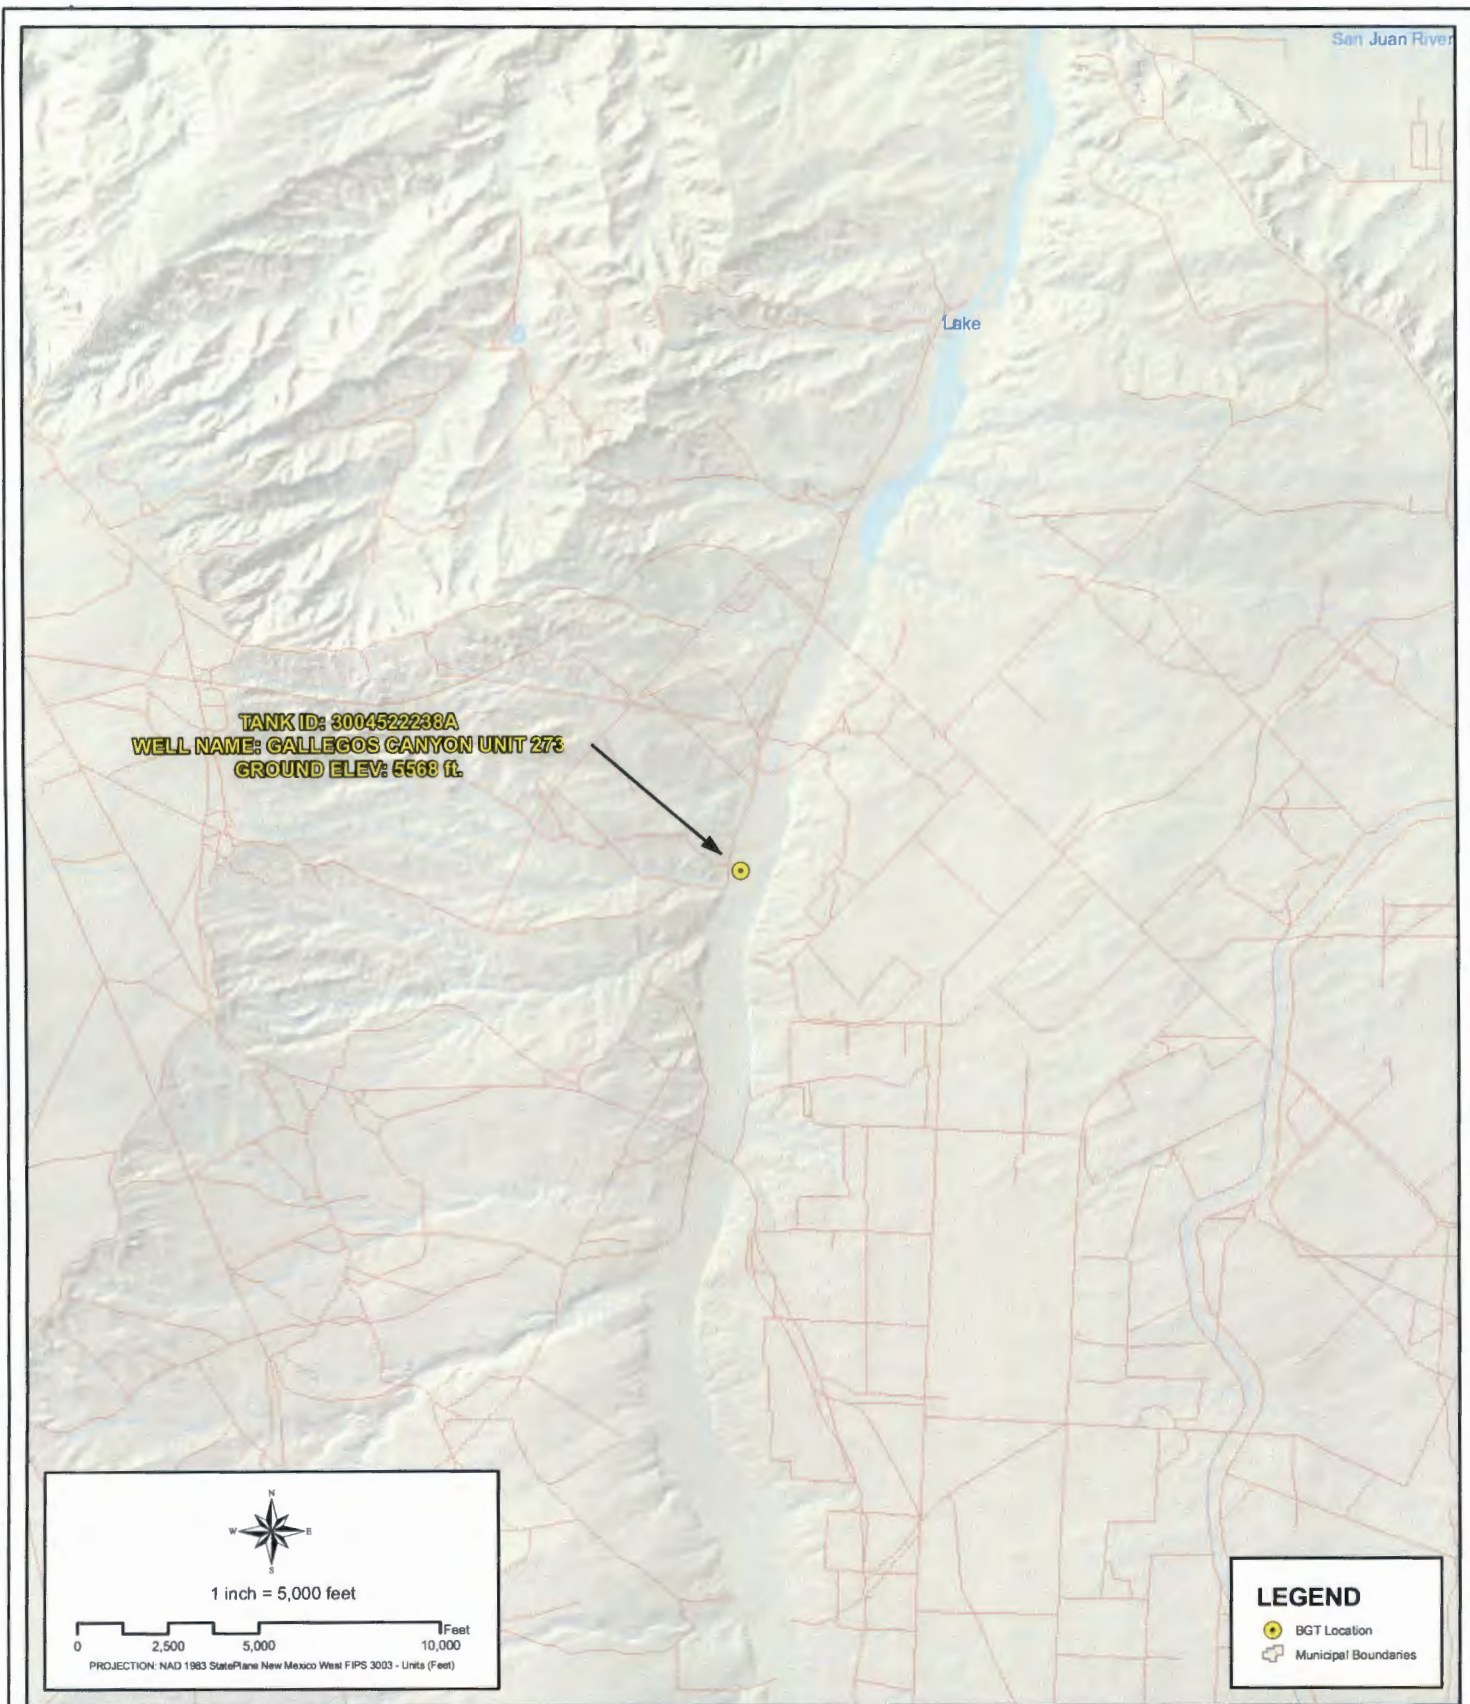 San Juan River
Lake
TANK ID: 3004522238A
WELL NAME: GALLEGOS CANYON UNIT 273
GROUND ELEV: 5568 ft.
N
W E
S
1 inch = 5,000 feet
Feet
0 2,500 5,000 10,000
PROJECTION: NAD 1983 StatePlane New Mexico West FIPS 3003 - Units (Feet)
LEGEND
BGT Location
Municipal Boundaries